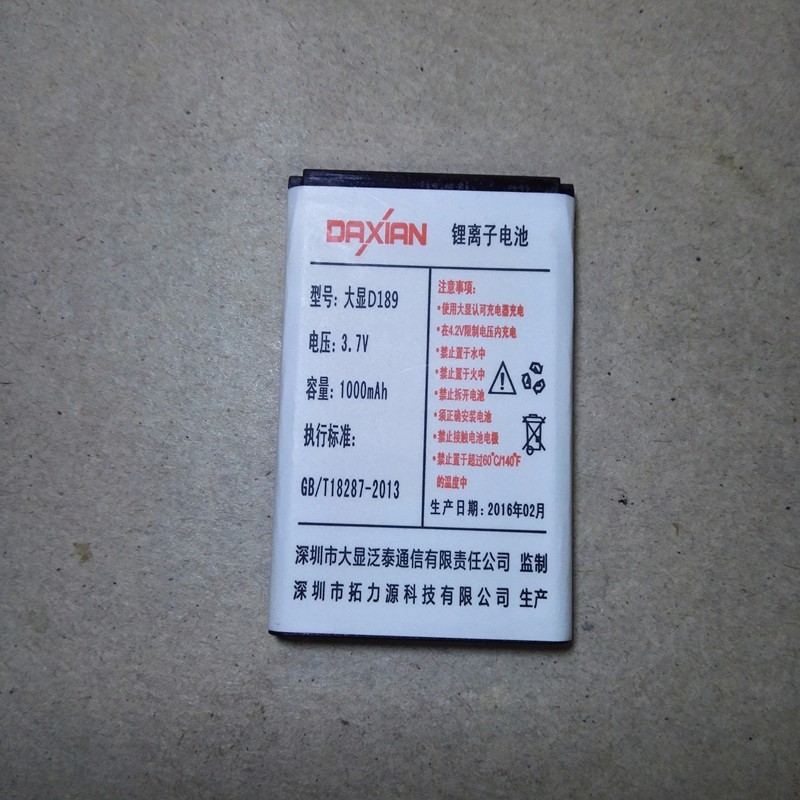 DAXIAN 锂离子电池
型号: 大显D189
电压: 3.7V
容量: 1000mAh
执行标准:
GB/T18287-2013
注意事项:
•使用大显认可充电器充电
•在4.2V限制电压内充电
•禁止置于水中
•禁止置于火中
•禁止拆开电池
•须正确安装电池
•禁止接触电池电极
•禁止置于超过60°C/140°F
的温度中
生产日期: 2016年02月
深圳市大显泛泰通信有限责任公司 监制
深圳市拓力源科技有限公司 生产